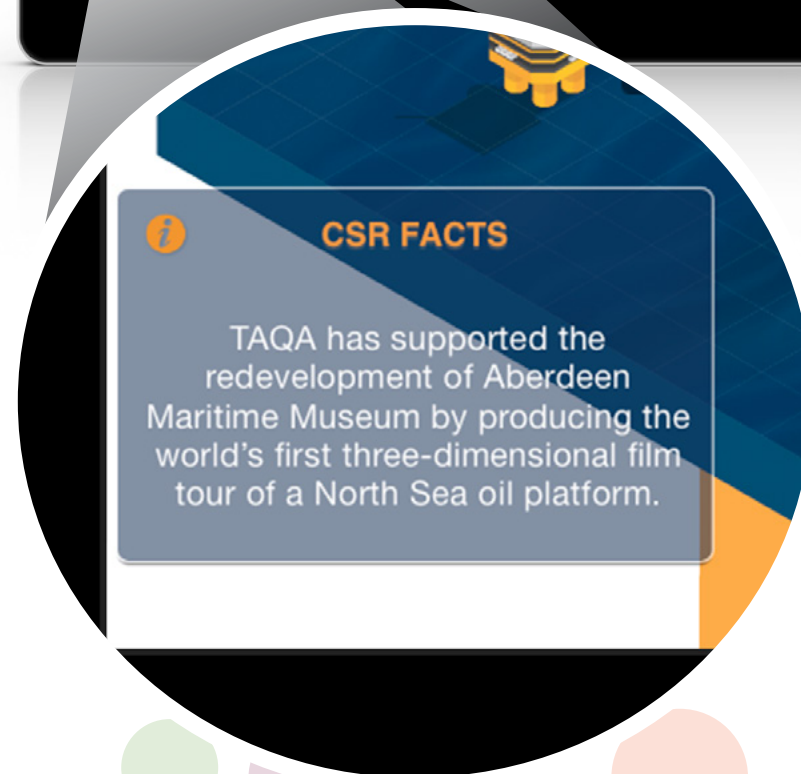 CSR FACTS
TAQA has supported the
redevelopment of Aberdeen
Maritime Museum by producing the
world's first three-dimensional film
tour of a North Sea oil platform.